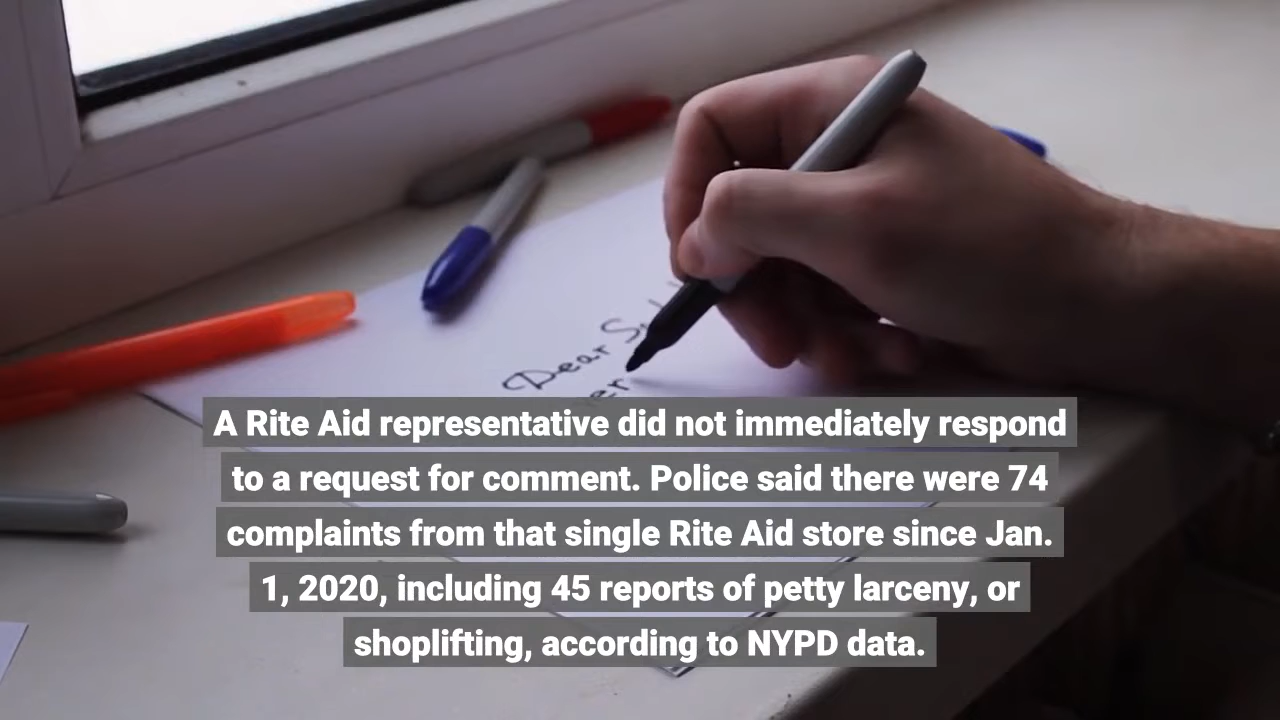 Dear S
er
A Rite Aid representative did not immediately respond
to a request for comment. Police said there were 74
complaints from that single Rite Aid store since Jan.
1, 2020, including 45 reports of petty larceny, or
shoplifting, according to NYPD data.